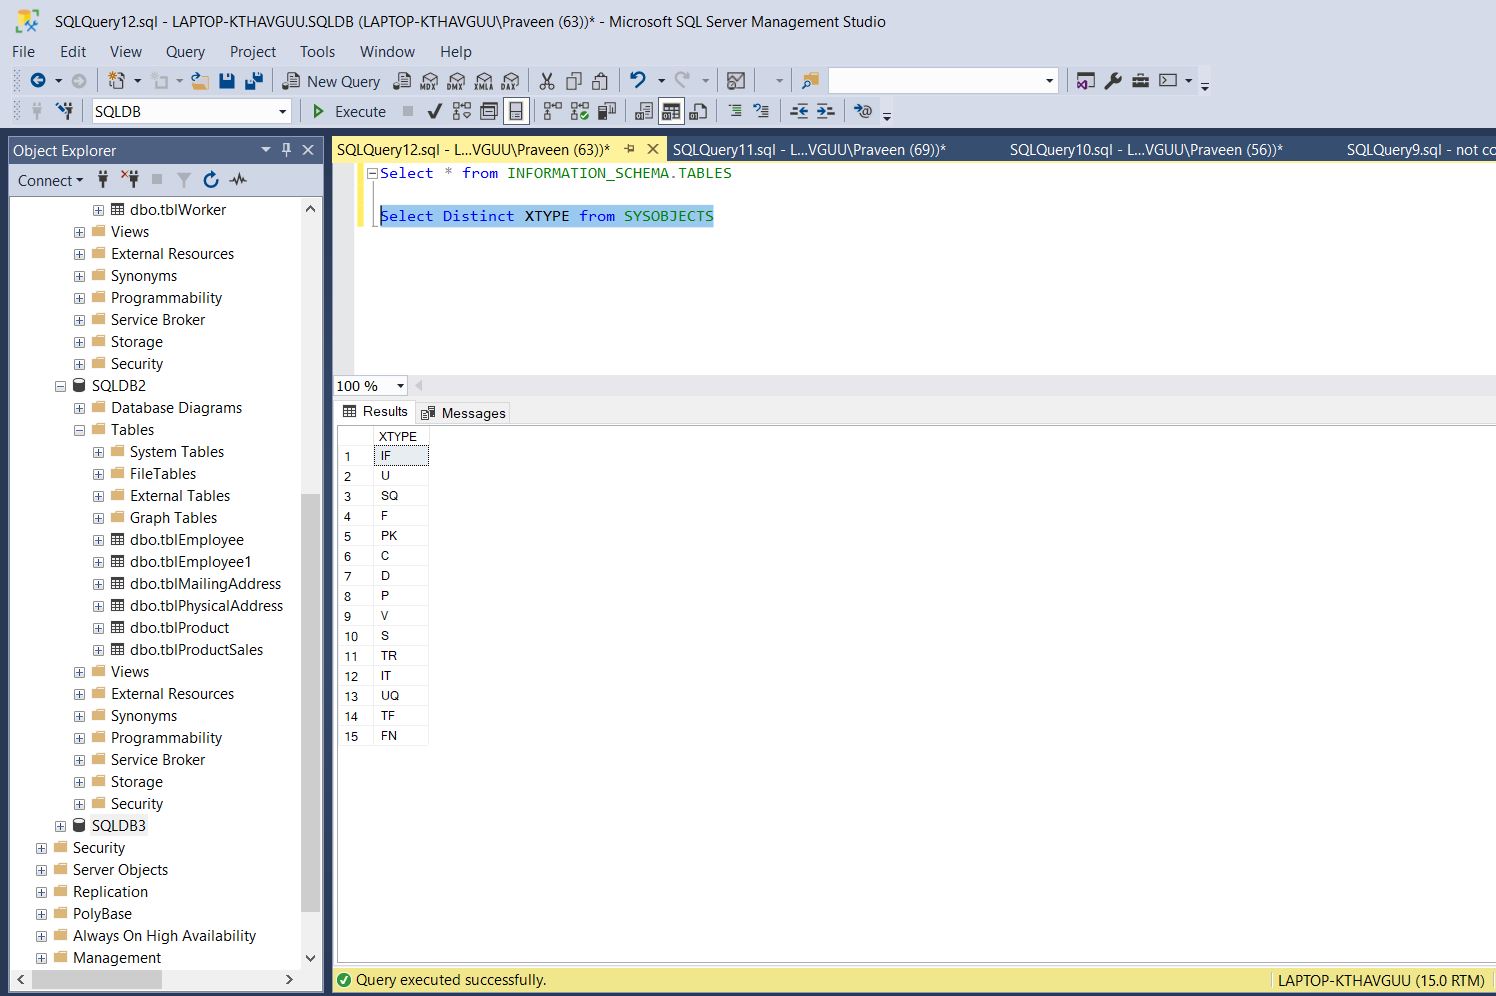 SQLQuery12.sql - LAPTOP-KTHAVGUU.SQLDB (LAPTOP-KTHAVGUU\Praveen (63))* - Microsoft SQL Server Management Studio
File Edit View Query Project Tools Window Help
New Query MDX DMX XMLA DAX
SQLDB Execute
Object Explorer
Connect
dbo.tblWorker
Views
External Resources
Synonyms
Programmability
Service Broker
Storage
Security
SQLDB2
Database Diagrams
Tables
System Tables
FileTables
External Tables
Graph Tables
dbo.tblEmployee
dbo.tblEmployee1
dbo.tblMailingAddress
dbo.tblPhysicalAddress
dbo.tblProduct
dbo.tblProductSales
Views
External Resources
Synonyms
Programmability
Service Broker
Storage
Security
SQLDB3
Security
Server Objects
Replication
PolyBase
Always On High Availability
Management
SQLQuery12.sql - L...VGUU\Praveen (63))* SQLQuery11.sql - L...VGUU\Praveen (69))* SQLQuery10.sql - L...VGUU\Praveen (56))* SQLQuery9.sql - not co
Select * from INFORMATION_SCHEMA.TABLES
Select Distinct XTYPE from SYSOBJECTS
100 %
Results Messages
XTYPE
1 IF
2 U
3 SQ
4 F
5 PK
6 C
7 D
8 P
9 V
10 S
11 TR
12 IT
13 UQ
14 TF
15 FN
Query executed successfully. LAPTOP-KTHAVGUU (15.0 RTM)